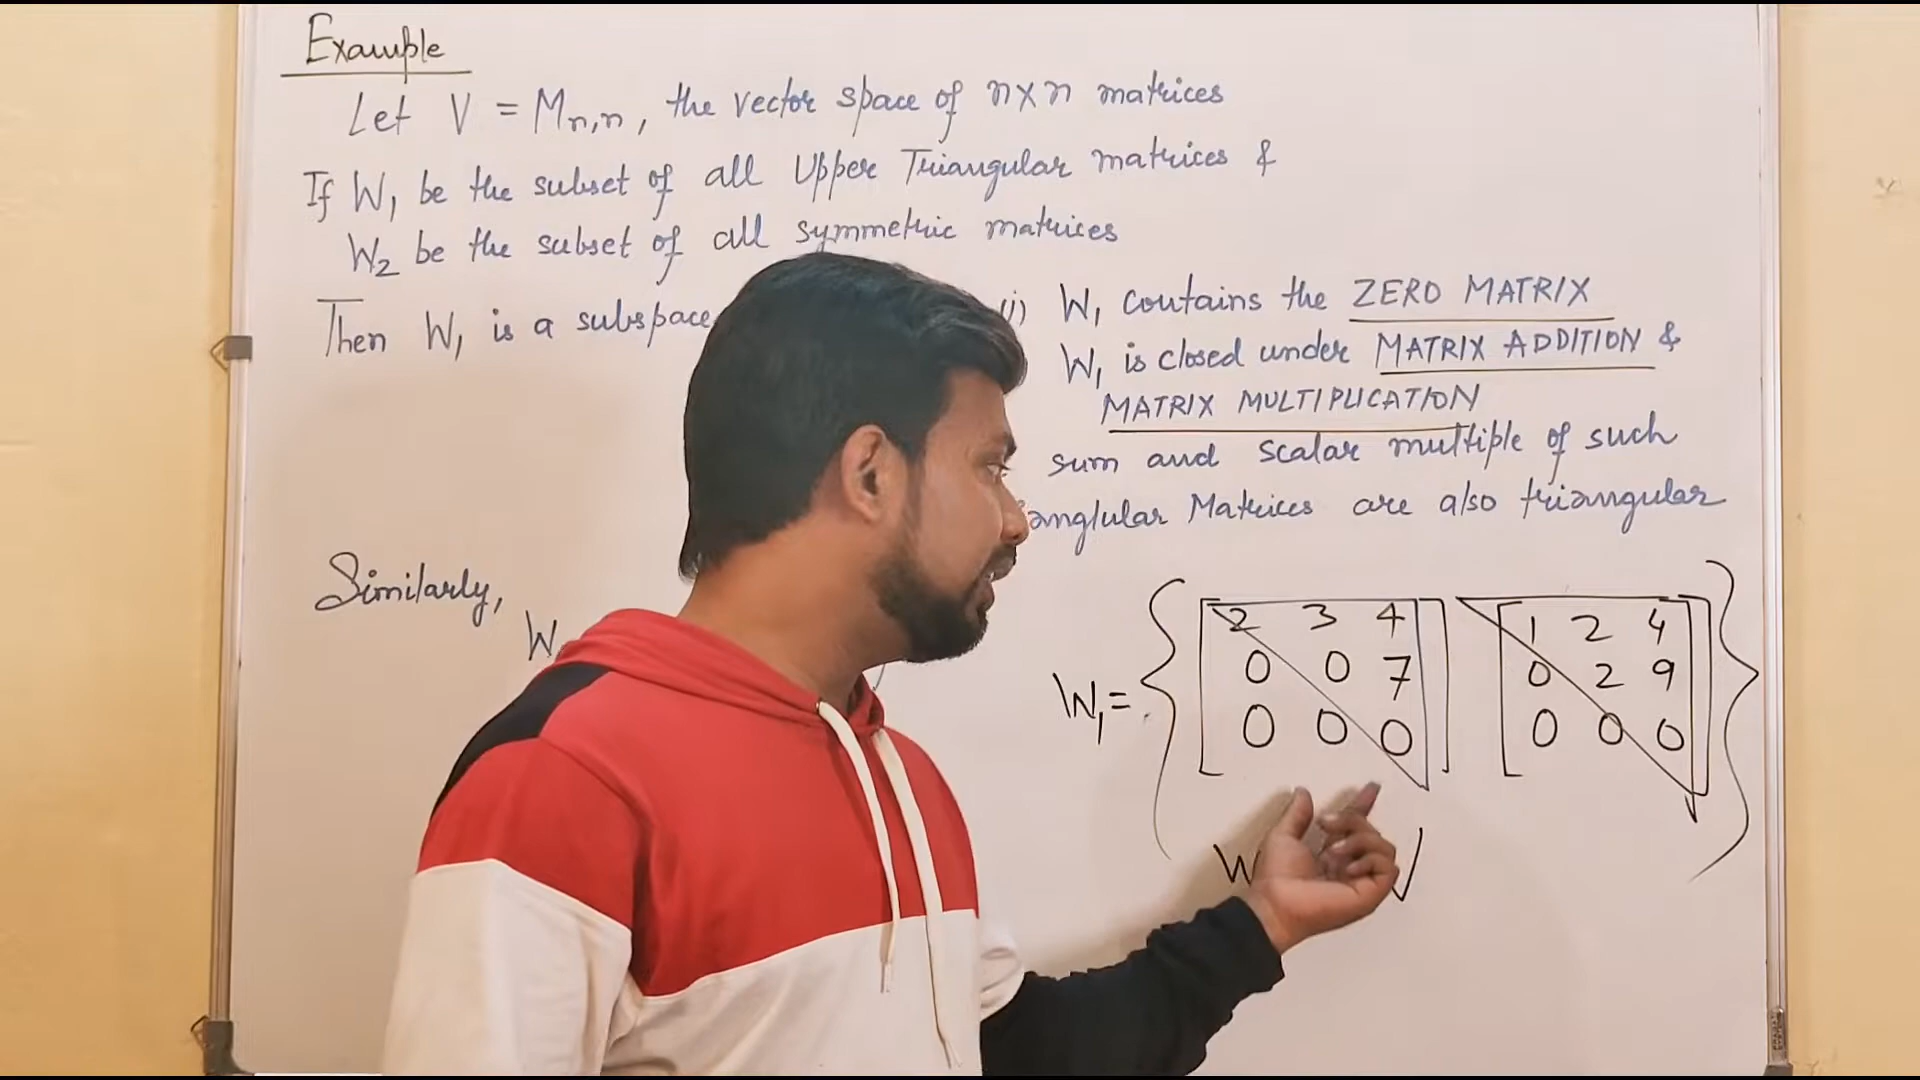 Example
Let V = Mn,n, the vector space of n×n matrices
If W1 be the subset of all Upper Triangular matrices &
W2 be the subset of all symmetric matrices
Then W1 is a subspace
(i) W1 contains the ZERO MATRIX
W1 is closed under MATRIX ADDITION &
MATRIX MULTIPLICATION
sum and scalar multiple of such
anglular Matrices are also triangular
Similarly,
W
W1 = { [ 2 3 4 ] [ 1 2 4 ] }
0 0 7 0 2 9
0 0 0 0 0 0
W V